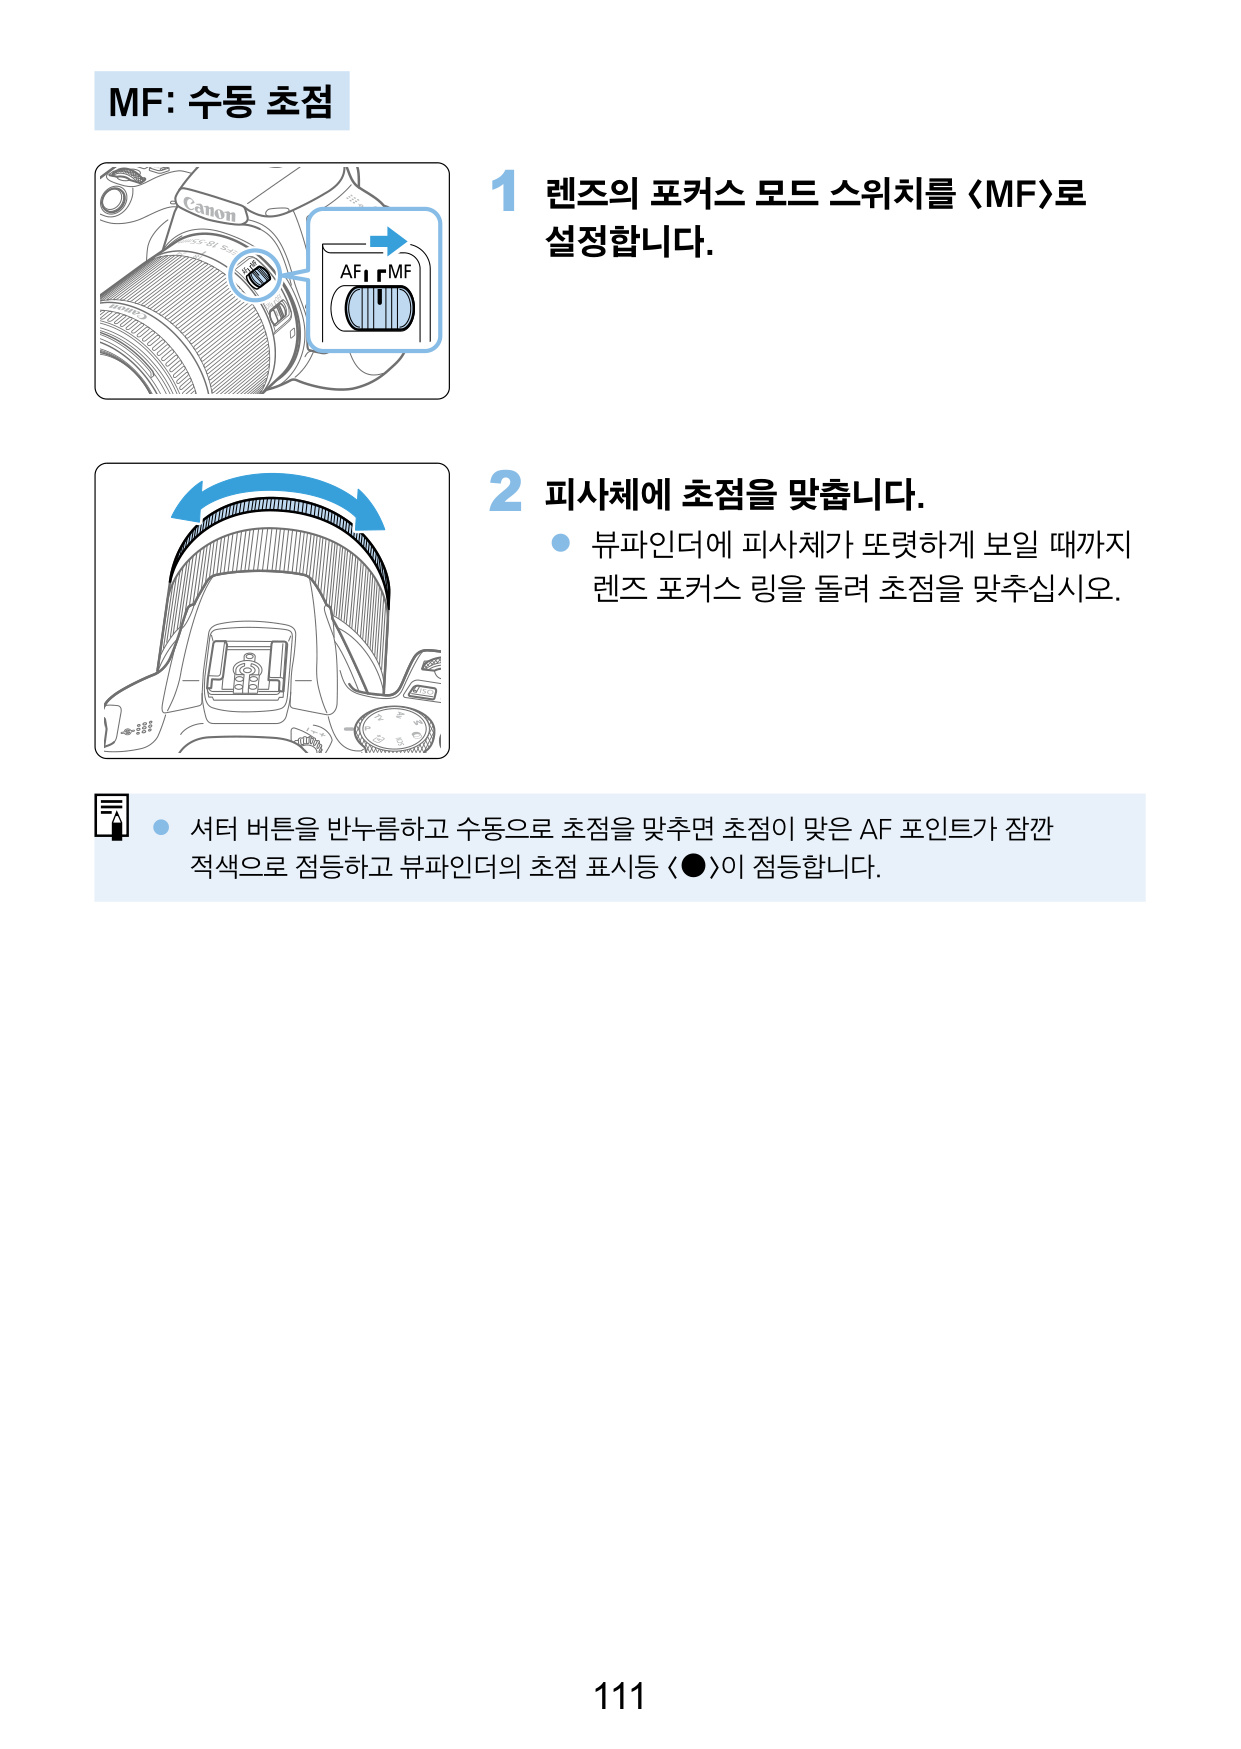 MF: 수동 초점
Canon
AF MF
1 렌즈의 포커스 모드 스위치를 <MF>로
설정합니다.
2 피사체에 초점을 맞춥니다.
● 뷰파인더에 피사체가 또렷하게 보일 때까지
렌즈 포커스 링을 돌려 초점을 맞추십시오.
● 셔터 버튼을 반누름하고 수동으로 초점을 맞추면 초점이 맞은 AF 포인트가 잠깐
적색으로 점등하고 뷰파인더의 초점 표시등 <●>이 점등합니다.
111